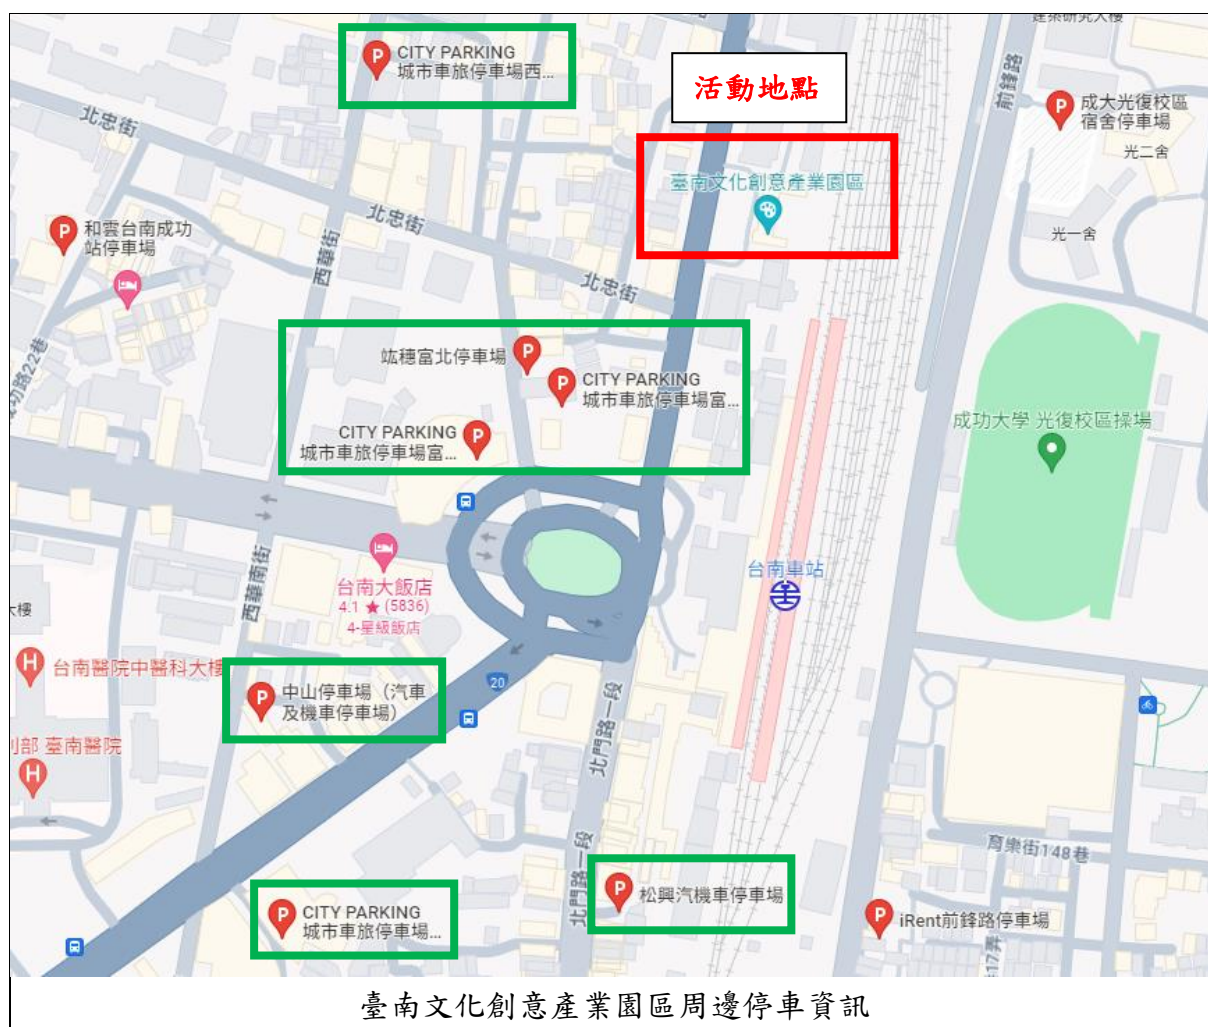 CITY PARKING
城市車旅停車場西...
活動地點
前鋒路
成大光復校區
宿舍停車場
光二舍
北忠街
臺南文化創意產業園區
和雲台南成功
站停車場
北忠街
西華街
光一舍
北忠街
竑穗富北停車場
CITY PARKING
城市車旅停車場富...
成功路22巷
CITY PARKING
城市車旅停車場富...
成功大學 光復校區操場
台南車站
台南大飯店
4.1 ★ (5836)
4-星級飯店
西華南街
大樓
台南醫院中醫科大樓
20
中山停車場（汽車
及機車停車場）
北門路一段
臺南醫院
育樂街148巷
北門路一段
松興汽機車停車場
CITY PARKING
城市車旅停車場...
iRent前鋒路停車場
臺南文化創意產業園區周邊停車資訊